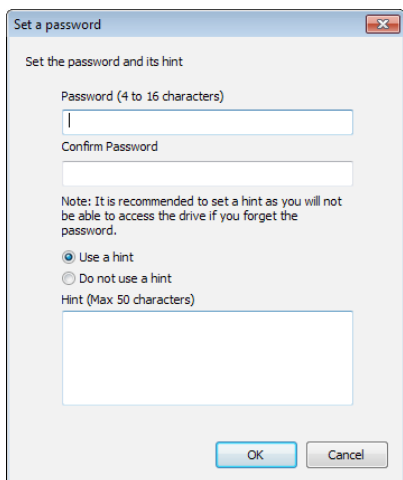 Set a password
Set the password and its hint
Password (4 to 16 characters)
Confirm Password
Note: It is recommended to set a hint as you will not
be able to access the drive if you forget the
password.
Use a hint
Do not use a hint
Hint (Max 50 characters)
OK Cancel